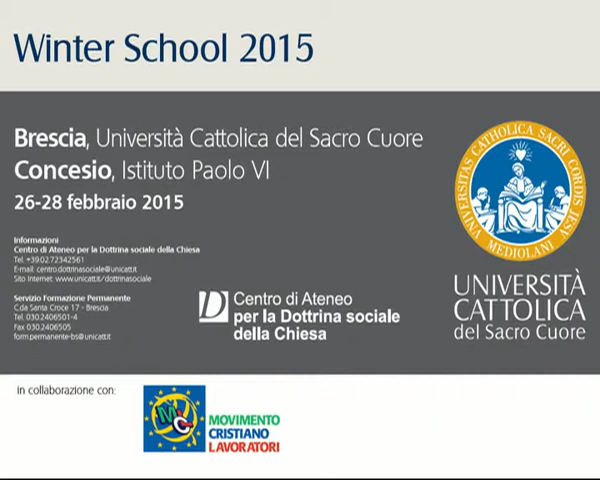 Winter School 2015
Brescia, Università Cattolica del Sacro Cuore
Concesio, Istituto Paolo VI
26-28 febbraio 2015
Informazioni
Centro di Ateneo per la Dottrina sociale della Chiesa
Tel. +39.02.72342561
E-mail. centro.dottrinasociale@unicatt.it
Sito Internet. www.unicatt.it/dottrinasociale
Servizio Formazione Permanente
C.da Santa Croce 17 - Brescia
Tel. 030.2406501-4
Fax 030.2406505
form.permanente-bs@unicatt.it
D Centro di Ateneo
per la Dottrina sociale
della Chiesa
UNIVERSITAS CATHOLICA SACRI CORDIS IESU
MEDIOLANI
UNIVERSITÀ
CATTOLICA
del Sacro Cuore
in collaborazione con:
MCL
MOVIMENTO
CRISTIANO
LAVORATORI